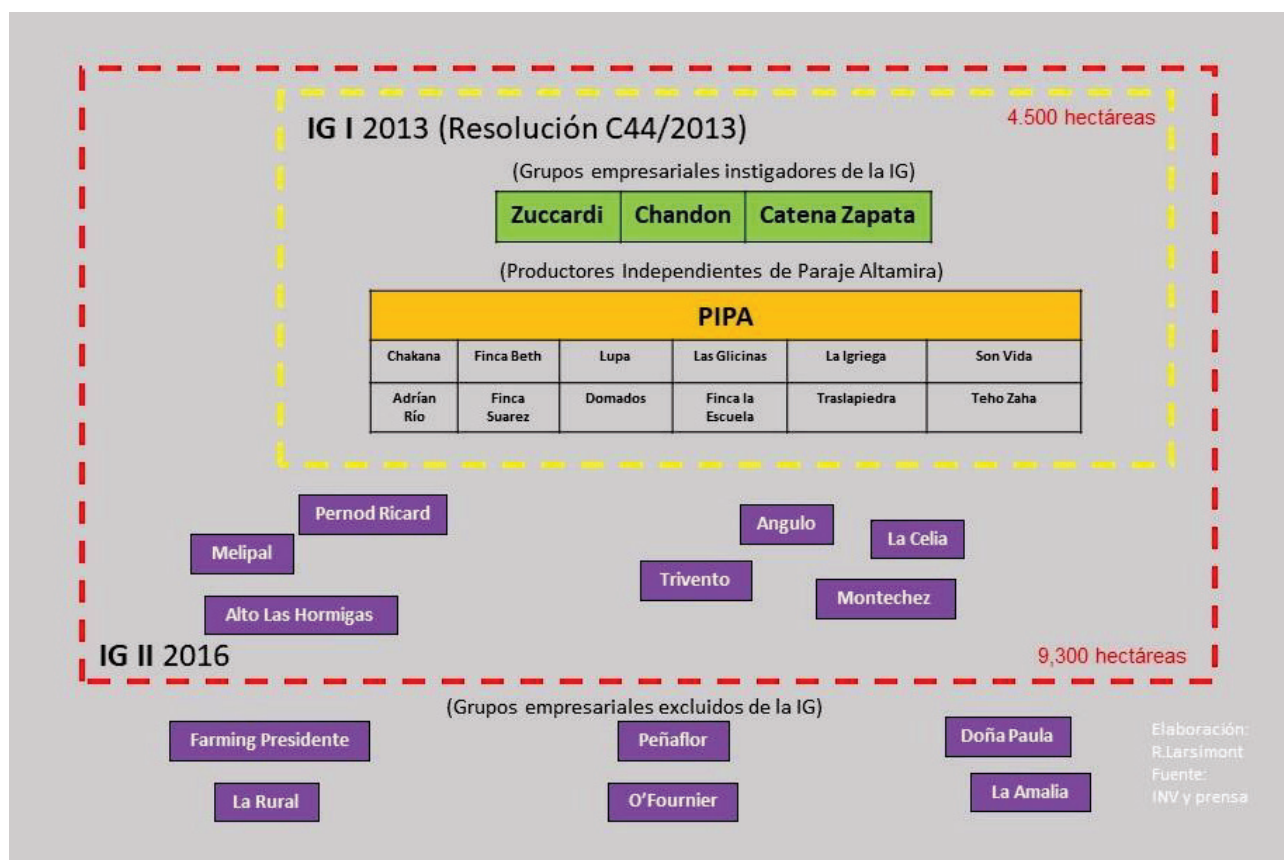 IG I 2013 (Resolución C44/2013)
4.500 hectáreas
(Grupos empresariales instigadores de la IG)
Zuccardi Chandon Catena Zapata
(Productores Independientes de Paraje Altamira)
PIPA
Chakana Finca Beth Lupa Las Glicinas La Igriega Son Vida
Adrián Finca Domados Finca la Traslapiedra Teho Zaha
Río Suarez Escuela
Pernod Ricard
Angulo
La Celia
Melipal
Trivento
Montechez
Alto Las Hormigas
IG II 2016
9,300 hectáreas
(Grupos empresariales excluidos de la IG)
Farming Presidente Peñaflor Doña Paula
La Rural O'Fournier La Amalia
Elaboración:
R.Larsimont
Fuente:
INV y prensa